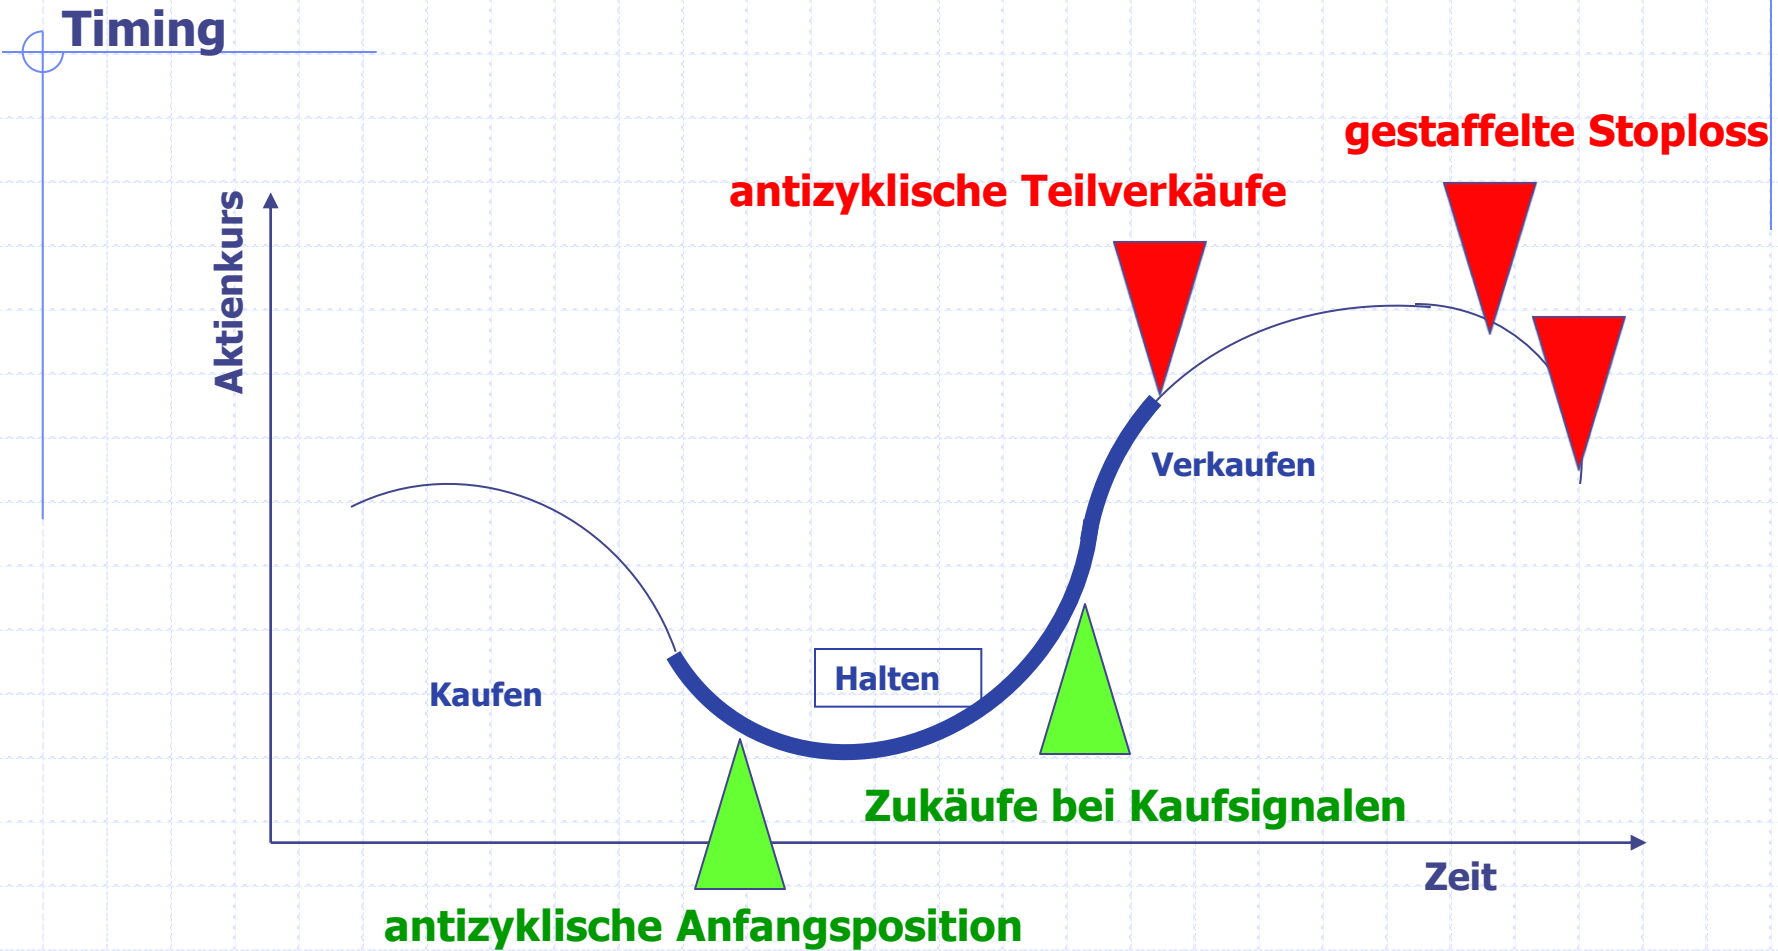 Timing
gestaffelte Stoploss
antizyklische Teilverkäufe
Aktienkurs
Verkaufen
Halten
Kaufen
Zukäufe bei Kaufsignalen
Zeit
antizyklische Anfangsposition